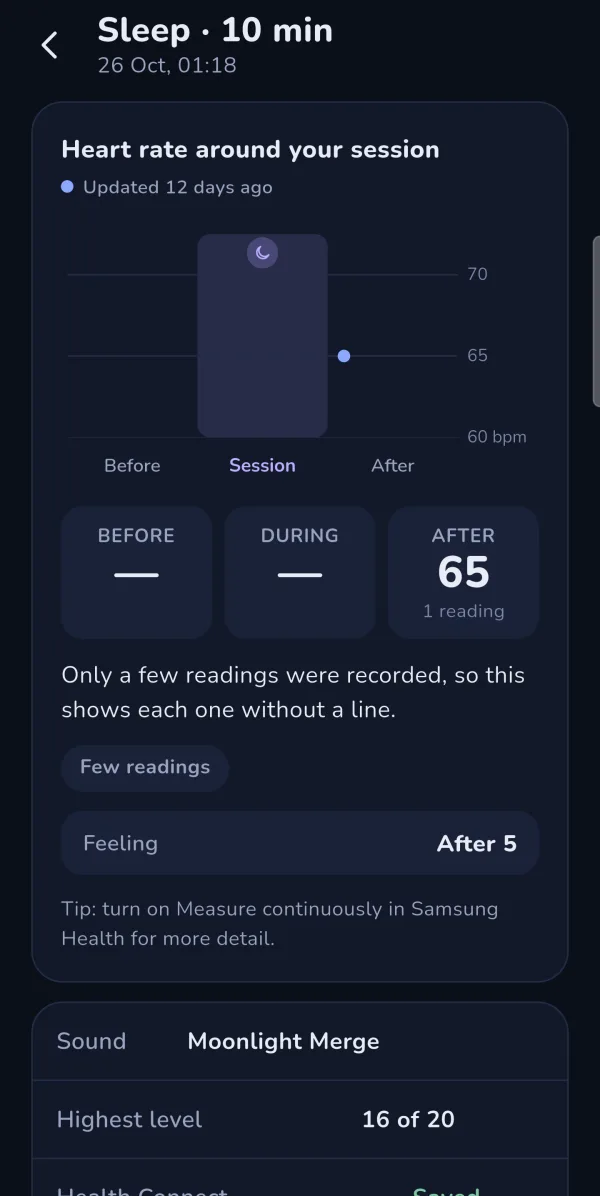 Sleep · 10 min
26 Oct, 01:18
Heart rate around your session
Updated 12 days ago
70
65
60 bpm
Before
Session
After
BEFORE
DURING
AFTER
—
—
65
1 reading
Only a few readings were recorded, so this
shows each one without a line.
Few readings
Feeling
After 5
Tip: turn on Measure continuously in Samsung
Health for more detail.
Sound
Moonlight Merge
Highest level
16 of 20
Health Connect
Saved